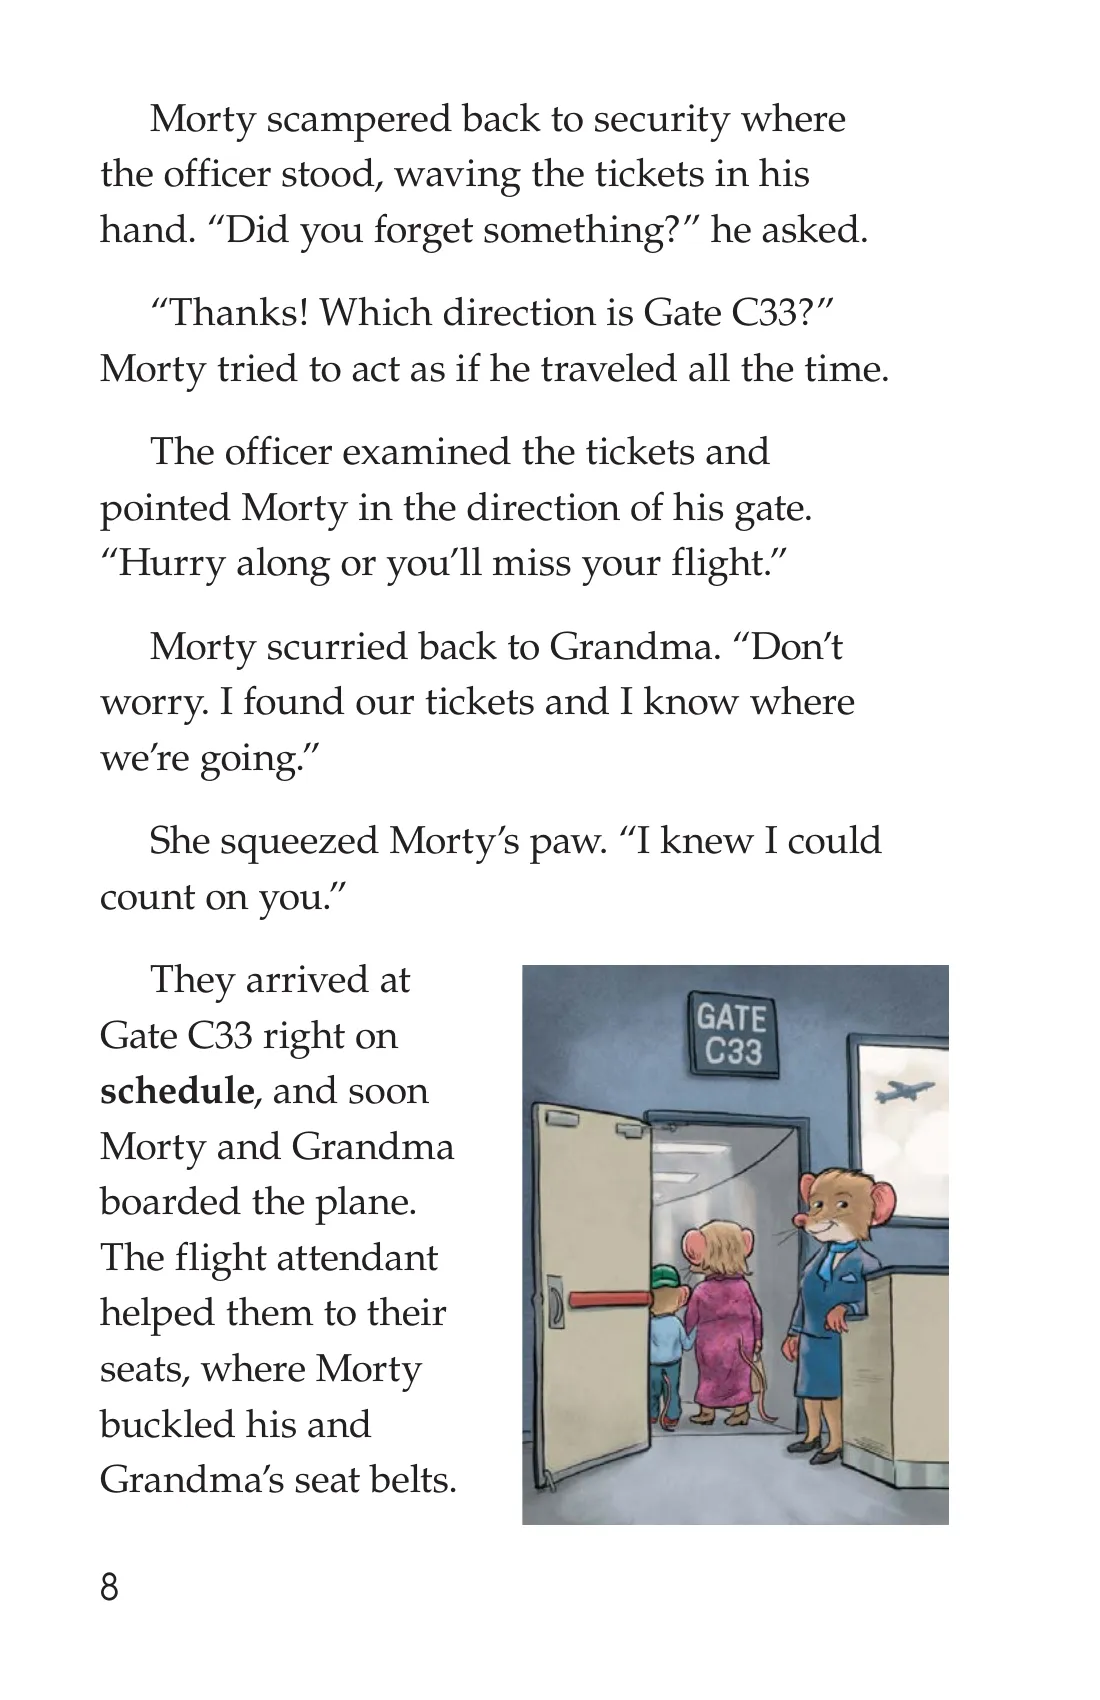 Morty scampered back to security where
the officer stood, waving the tickets in his
hand. “Did you forget something?” he asked.
“Thanks! Which direction is Gate C33?”
Morty tried to act as if he traveled all the time.
The officer examined the tickets and
pointed Morty in the direction of his gate.
“Hurry along or you’ll miss your flight.”
Morty scurried back to Grandma. “Don’t
worry. I found our tickets and I know where
we’re going.”
She squeezed Morty’s paw. “I knew I could
count on you.”
They arrived at
Gate C33 right on
schedule, and soon
Morty and Grandma
boarded the plane.
The flight attendant
helped them to their
seats, where Morty
buckled his and
Grandma’s seat belts.
GATE
C33
8